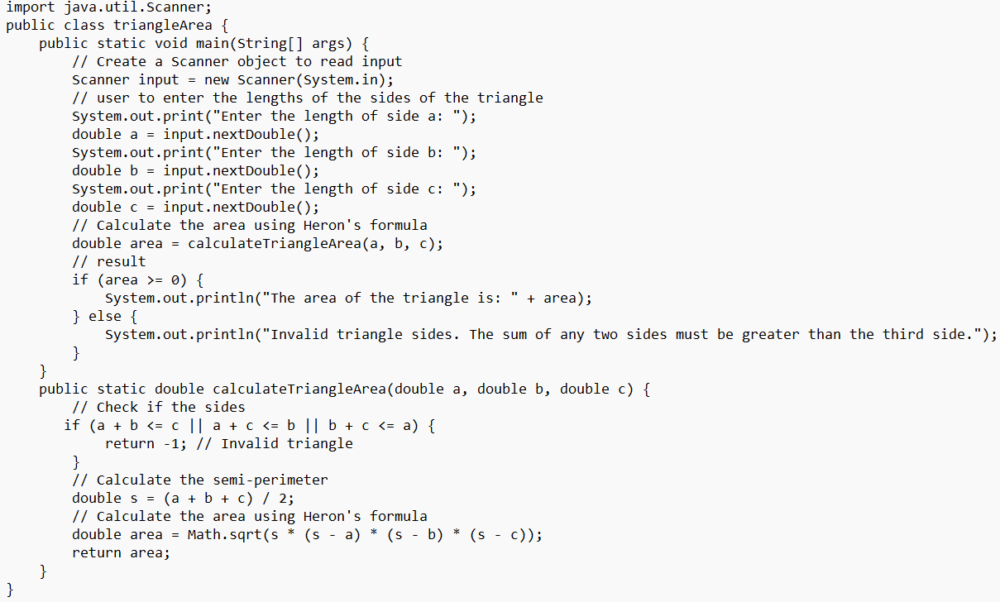 import java.util.Scanner;
public class triangleArea {
    public static void main(String[] args) {
        // Create a Scanner object to read input
        Scanner input = new Scanner(System.in);
        // user to enter the lengths of the sides of the triangle
        System.out.print("Enter the length of side a: ");
        double a = input.nextDouble();
        System.out.print("Enter the length of side b: ");
        double b = input.nextDouble();
        System.out.print("Enter the length of side c: ");
        double c = input.nextDouble();
        // Calculate the area using Heron's formula
        double area = calculateTriangleArea(a, b, c);
        // result
        if (area >= 0) {
            System.out.println("The area of the triangle is: " + area);
        } else {
            System.out.println("Invalid triangle sides. The sum of any two sides must be greater than the third side.");
        }
    }
    public static double calculateTriangleArea(double a, double b, double c) {
        // Check if the sides
       if (a + b <= c || a + c <= b || b + c <= a) {
            return -1; // Invalid triangle
        }
        // Calculate the semi-perimeter
        double s = (a + b + c) / 2;
        // Calculate the area using Heron's formula
        double area = Math.sqrt(s * (s - a) * (s - b) * (s - c));
        return area;
    }
}